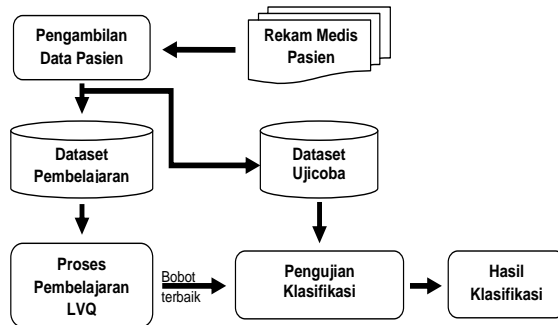 Pengambilan
Data Pasien
Rekam Medis
Pasien
Dataset
Pembelajaran
Dataset
Ujicoba
Proses
Pembelajaran
LVQ
Bobot
terbaik
Pengujian
Klasifikasi
Hasil
Klasifikasi